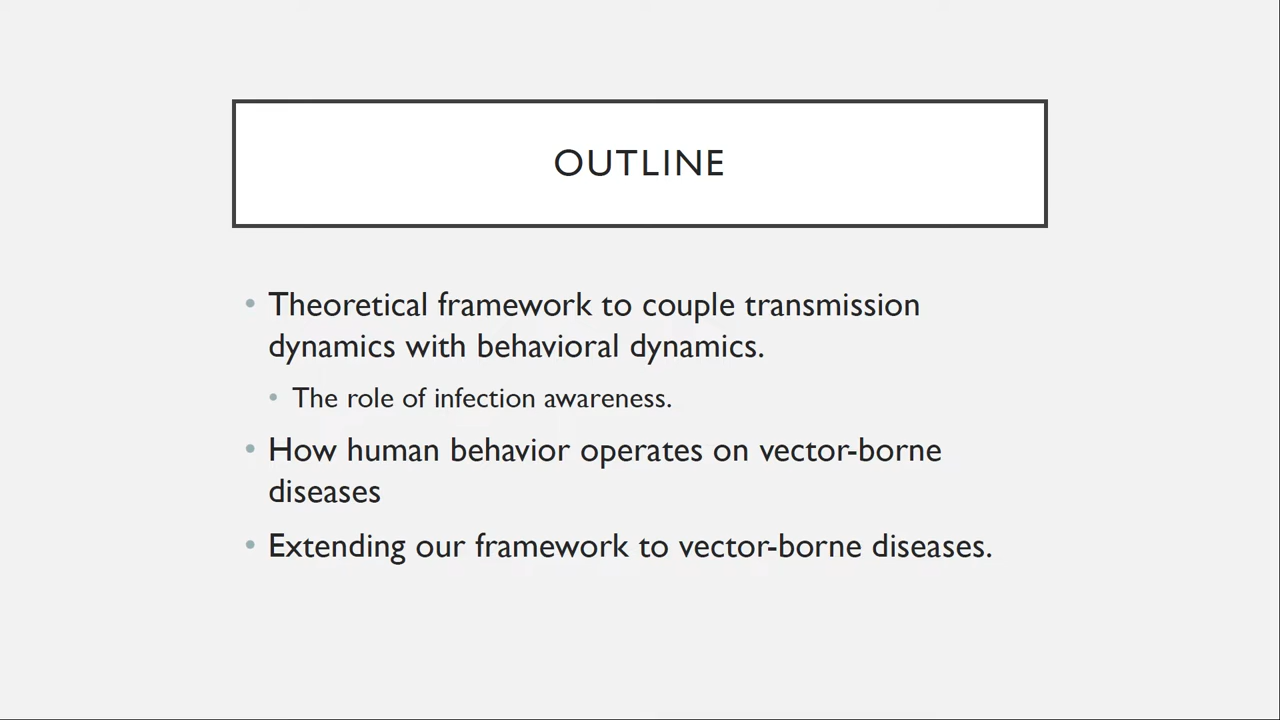 OUTLINE
• Theoretical framework to couple transmission
dynamics with behavioral dynamics.
• The role of infection awareness.
• How human behavior operates on vector-borne
diseases
• Extending our framework to vector-borne diseases.